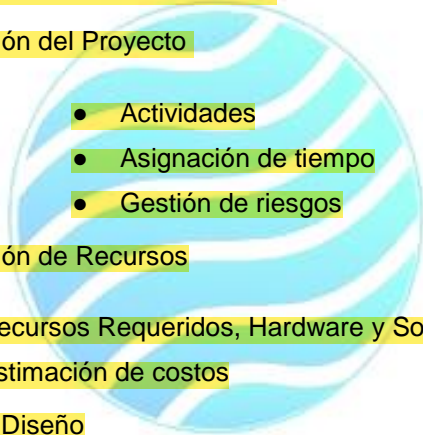 ón del Proyecto
● Actividades
● Asignación de tiempo
● Gestión de riesgos
ón de Recursos
ecursos Requeridos, Hardware y So
stimación de costos
Diseño